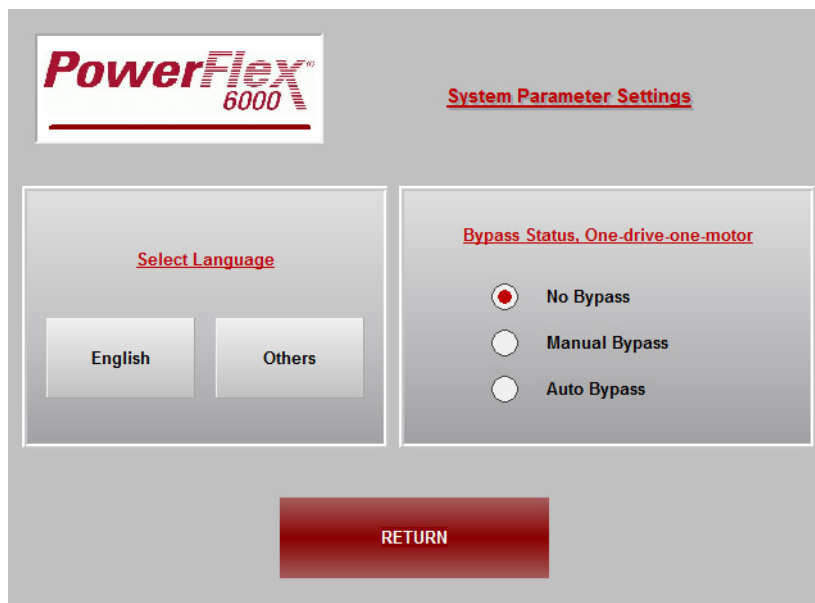 PowerFlex®
6000
System Parameter Settings
Select Language
English
Others
Bypass Status, One-drive-one-motor
No Bypass
Manual Bypass
Auto Bypass
RETURN